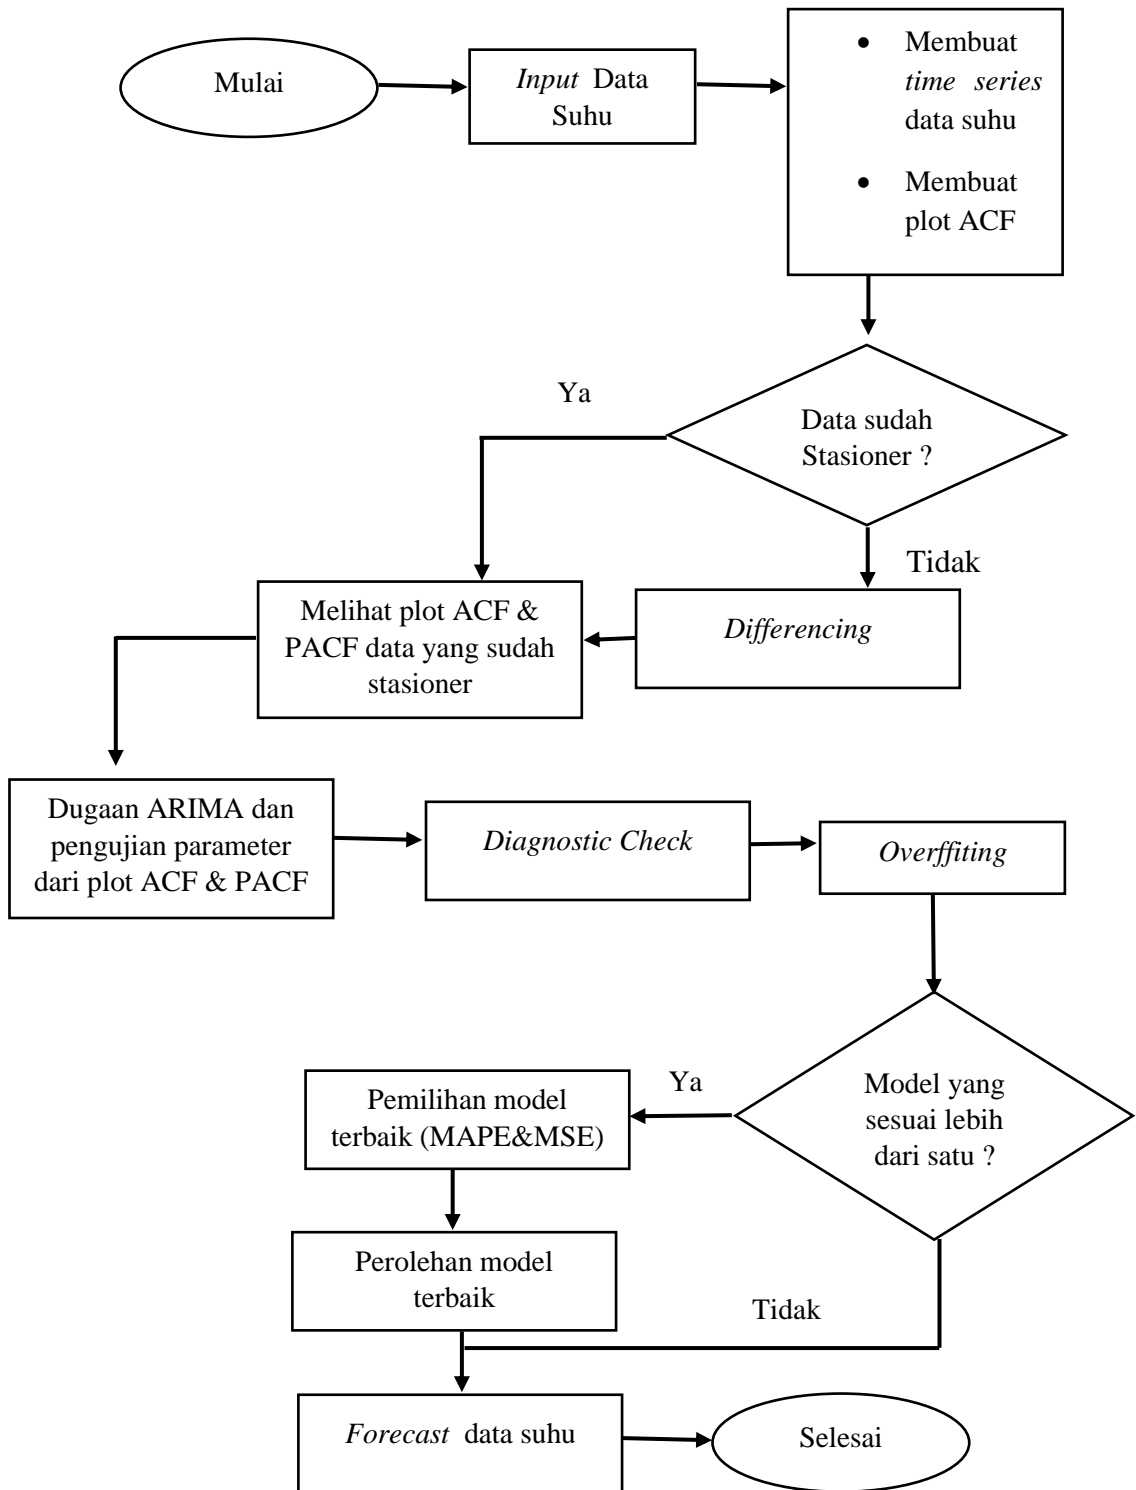 Mulai
Input Data
Suhu
• Membuat
time series
data suhu
• Membuat
plot ACF
Ya
Data sudah
Stasioner ?
Tidak
Melihat plot ACF &
PACF data yang sudah
stasioner
Differencing
Dugaan ARIMA dan
pengujian parameter
dari plot ACF & PACF
Diagnostic Check
Overffiting
Model yang
sesuai lebih
dari satu ?
Ya
Pemilihan model
terbaik (MAPE&MSE)
Perolehan model
terbaik
Tidak
Forecast data suhu
Selesai